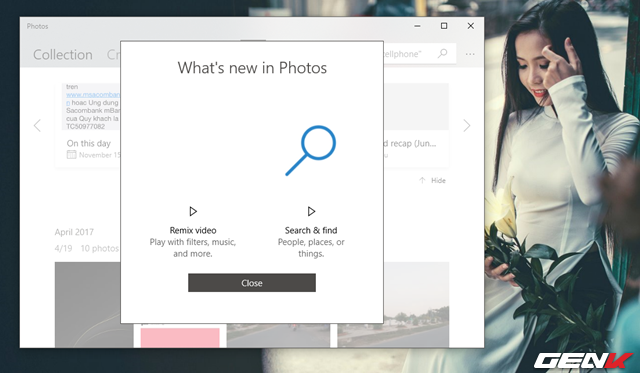 Photos
Collection
Cr
cellphone"
What's new in Photos
tren
www.msacombank
e hoac Ung dung
Sacombank mBan
cua Quy khach la
TC50977082
On this day
November 15
d recap (Jun...
Hide
Remix video
Play with filters, music,
and more.
Search & find
People, places, or
things.
April 2017
4/19 10 photos
Close
GENK